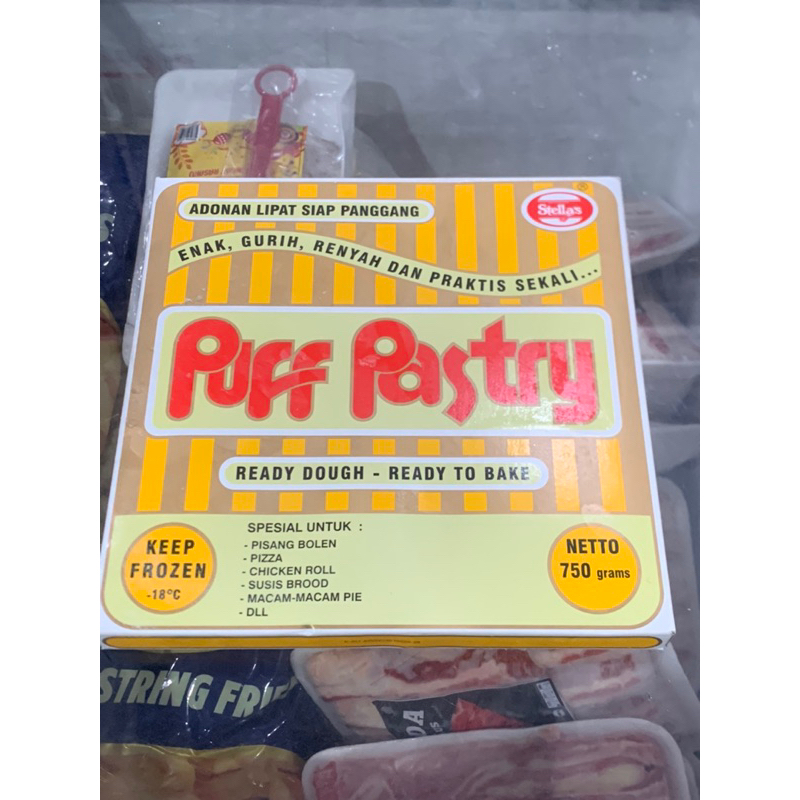 ADONAN LIPAT SIAP PANGGANG
Stella's
®
ENAK, GURIH, RENYAH DAN PRAKTIS SEKALI...
Puff Pastry
READY DOUGH - READY TO BAKE
SPESIAL UNTUK :
- PISANG BOLEN
- PIZZA
- CHICKEN ROLL
- SUSIS BROOD
- MACAM-MACAM PIE
- DLL
KEEP
FROZEN
-18°C
NETTO
750 grams
STRING